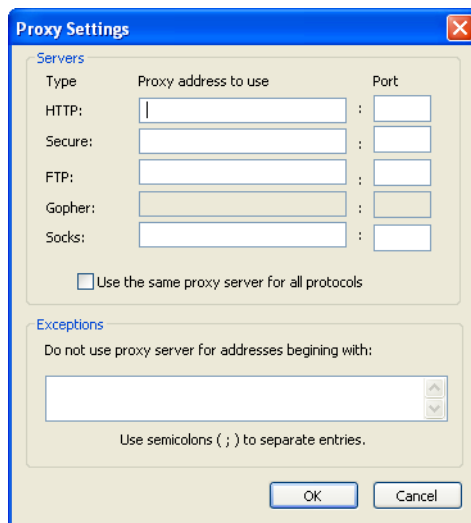 Proxy Settings
Servers
Type Proxy address to use Port
HTTP: :
Secure: :
FTP: :
Gopher: :
Socks: :
Use the same proxy server for all protocols
Exceptions
Do not use proxy server for addresses begining with:
Use semicolons ( ; ) to separate entries.
OK Cancel